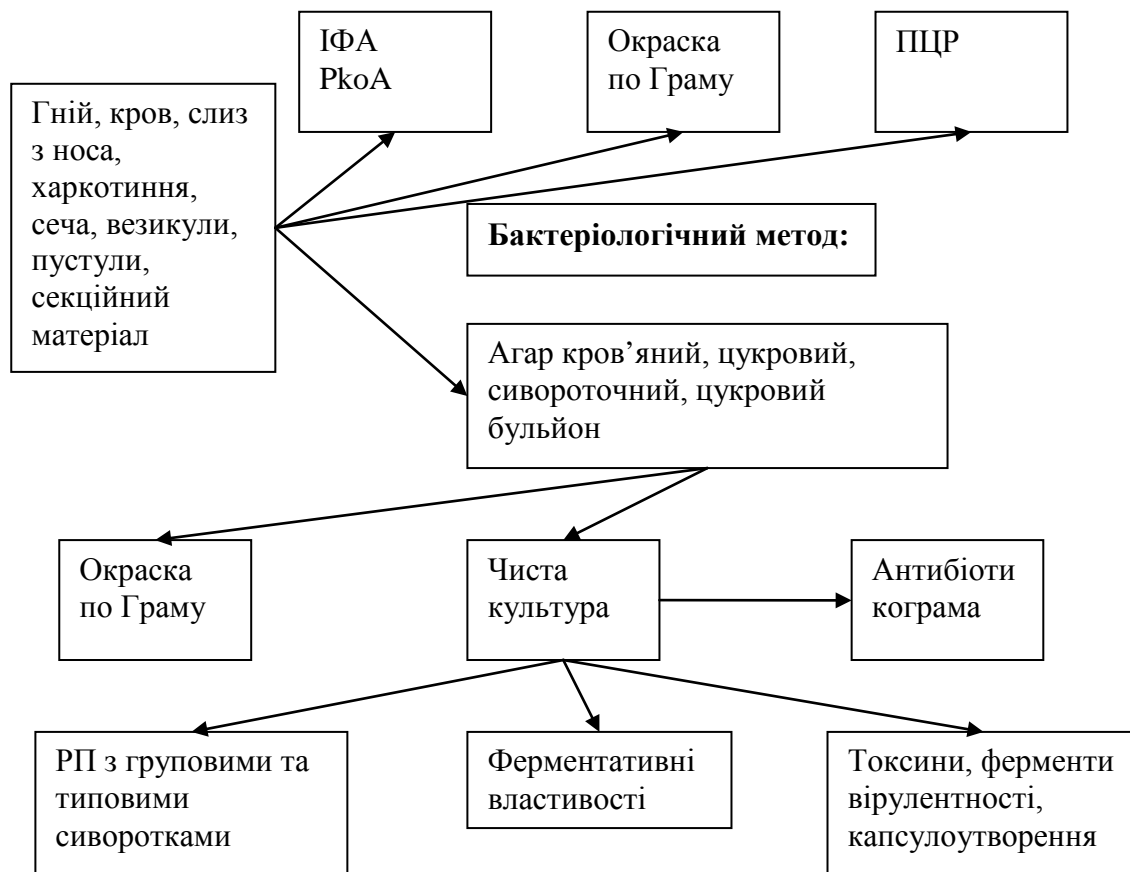 ІФА
РkоА
Окраска
по Граму
ПЦР
Гній, кров, слиз
з носа,
харкотиння,
сеча, везикули,
пустули,
секційний
матеріал
Бактеріологічний метод:
Агар кров’яний, цукровий,
сивороточний, цукровий
бульйон
Окраска
по Граму
Чиста
культура
Антибіоти
кограма
РП з груповими та
типовими
сиворотками
Ферментативні
властивості
Токсини, ферменти
вірулентності,
капсулоутворення